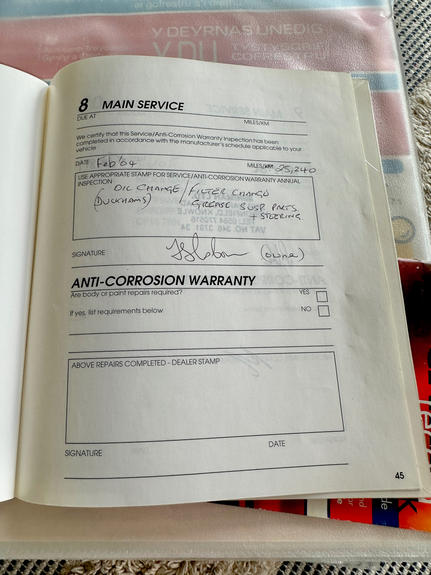 Y DEYRNAS UNEDIG
8 MAIN SERVICE
DUE AT
MILES/KM
We certify that this Service/Anti-Corrosion Warranty Inspection has been
completed in accordance with the manufacturer's schedule applicable to your
vehicle
DATE Feb '04 MILES/KM 25,240
USE APPROPRIATE STAMP FOR SERVICE/ANTI-CORROSION WARRANTY ANNUAL
INSPECTION
OIL CHANGE / FILTER CHANGE
(DUCKHAMS) / GREASE SUSP PARTS
+ STEERING
SIGNATURE (owner)
ANTI-CORROSION WARRANTY
Are body or paint repairs required? YES
If yes, list requirements below NO
ABOVE REPAIRS COMPLETED - DEALER STAMP
SIGNATURE DATE
45